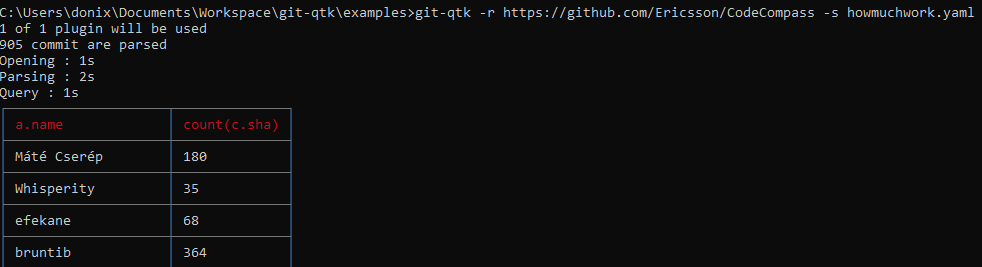 C:\Users\donix\Documents\Workspace\git-qtk\examples>git-qtk -r https://github.com/Ericsson/CodeCompass -s howmuchwork.yaml
1 of 1 plugin will be used
905 commit are parsed
Opening : 1s
Parsing : 2s
Query : 1s
a.name count(c.sha)
Máté Cserép 180
Whisperity 35
efekane 68
bruntib 364